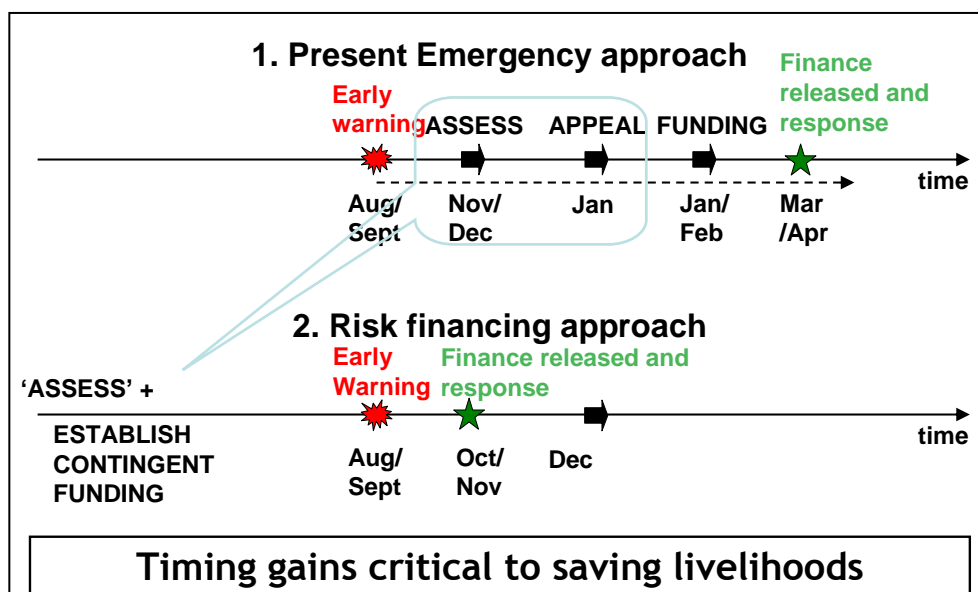 1. Present Emergency approach
Finance
released and
response
Early
warning
ASSESS
APPEAL
FUNDING
time
Aug/
Sept
Nov/
Dec
Jan
Jan/
Feb
Mar
/Apr
2. Risk financing approach
Early
Warning
Finance released and
response
‘ASSESS’ +
time
ESTABLISH
CONTINGENT
FUNDING
Aug/
Sept
Oct/
Nov
Dec
Timing gains critical to saving livelihoods